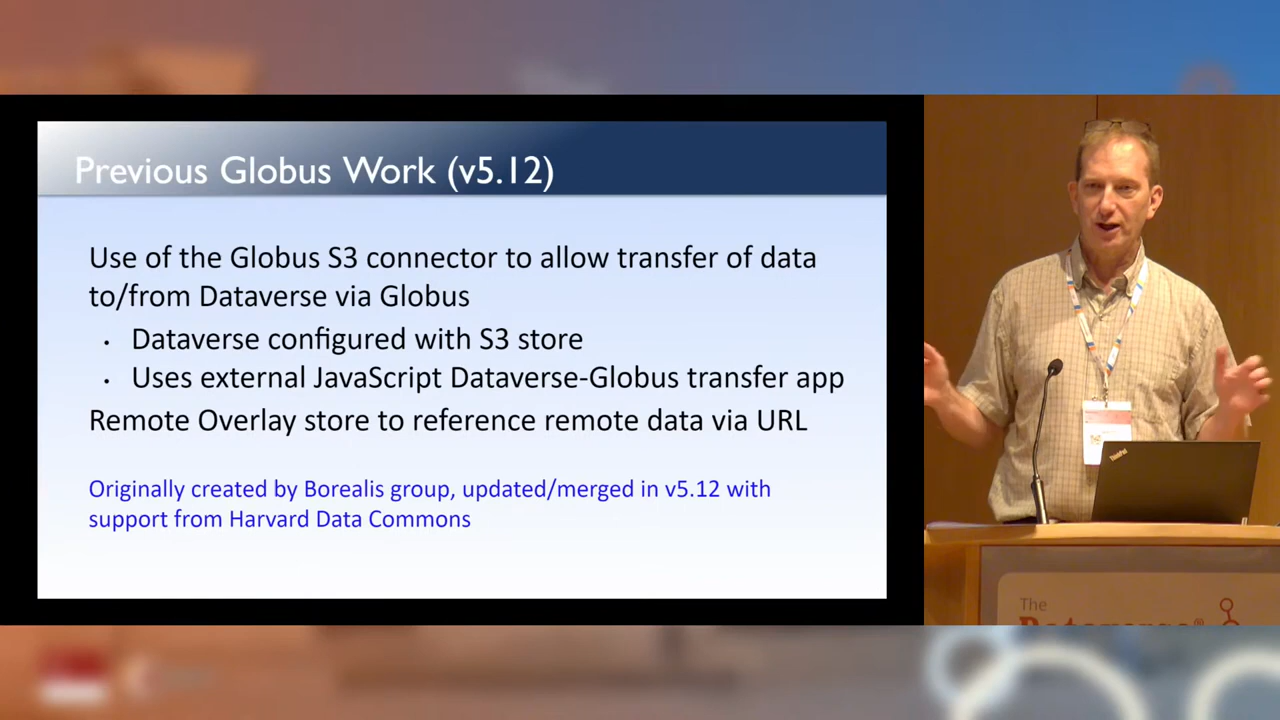 Previous Globus Work (v5.12)
Use of the Globus S3 connector to allow transfer of data
to/from Dataverse via Globus
• Dataverse configured with S3 store
• Uses external JavaScript Dataverse-Globus transfer app
Remote Overlay store to reference remote data via URL
Originally created by Borealis group, updated/merged in v5.12 with
support from Harvard Data Commons
ThinkPad
The
Dataverse®